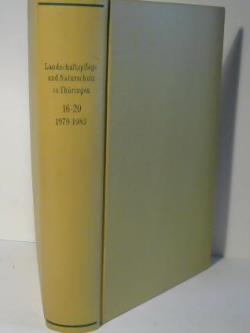 Landschaftspflege
und Naturschutz
in Thüringen
16-20
1979-1983